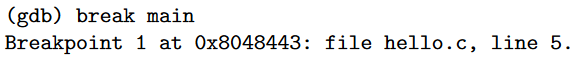 (gdb) break main
Breakpoint 1 at 0x8048443: file hello.c, line 5.